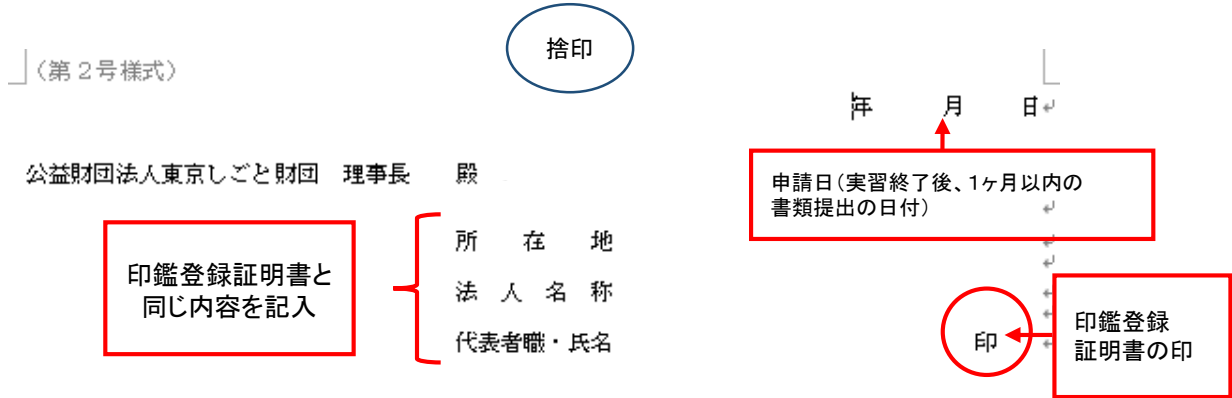 捨印
（第２号様式）
年　　月　　日
公益財団法人東京しごと財団　理事長　　殿
申請日（実習終了後、1ヶ月以内の
書類提出の日付）
所　在　地
印鑑登録証明書と
同じ内容を記入
法　人　名　称
代表者職・氏名
印
印鑑登録
証明書の印